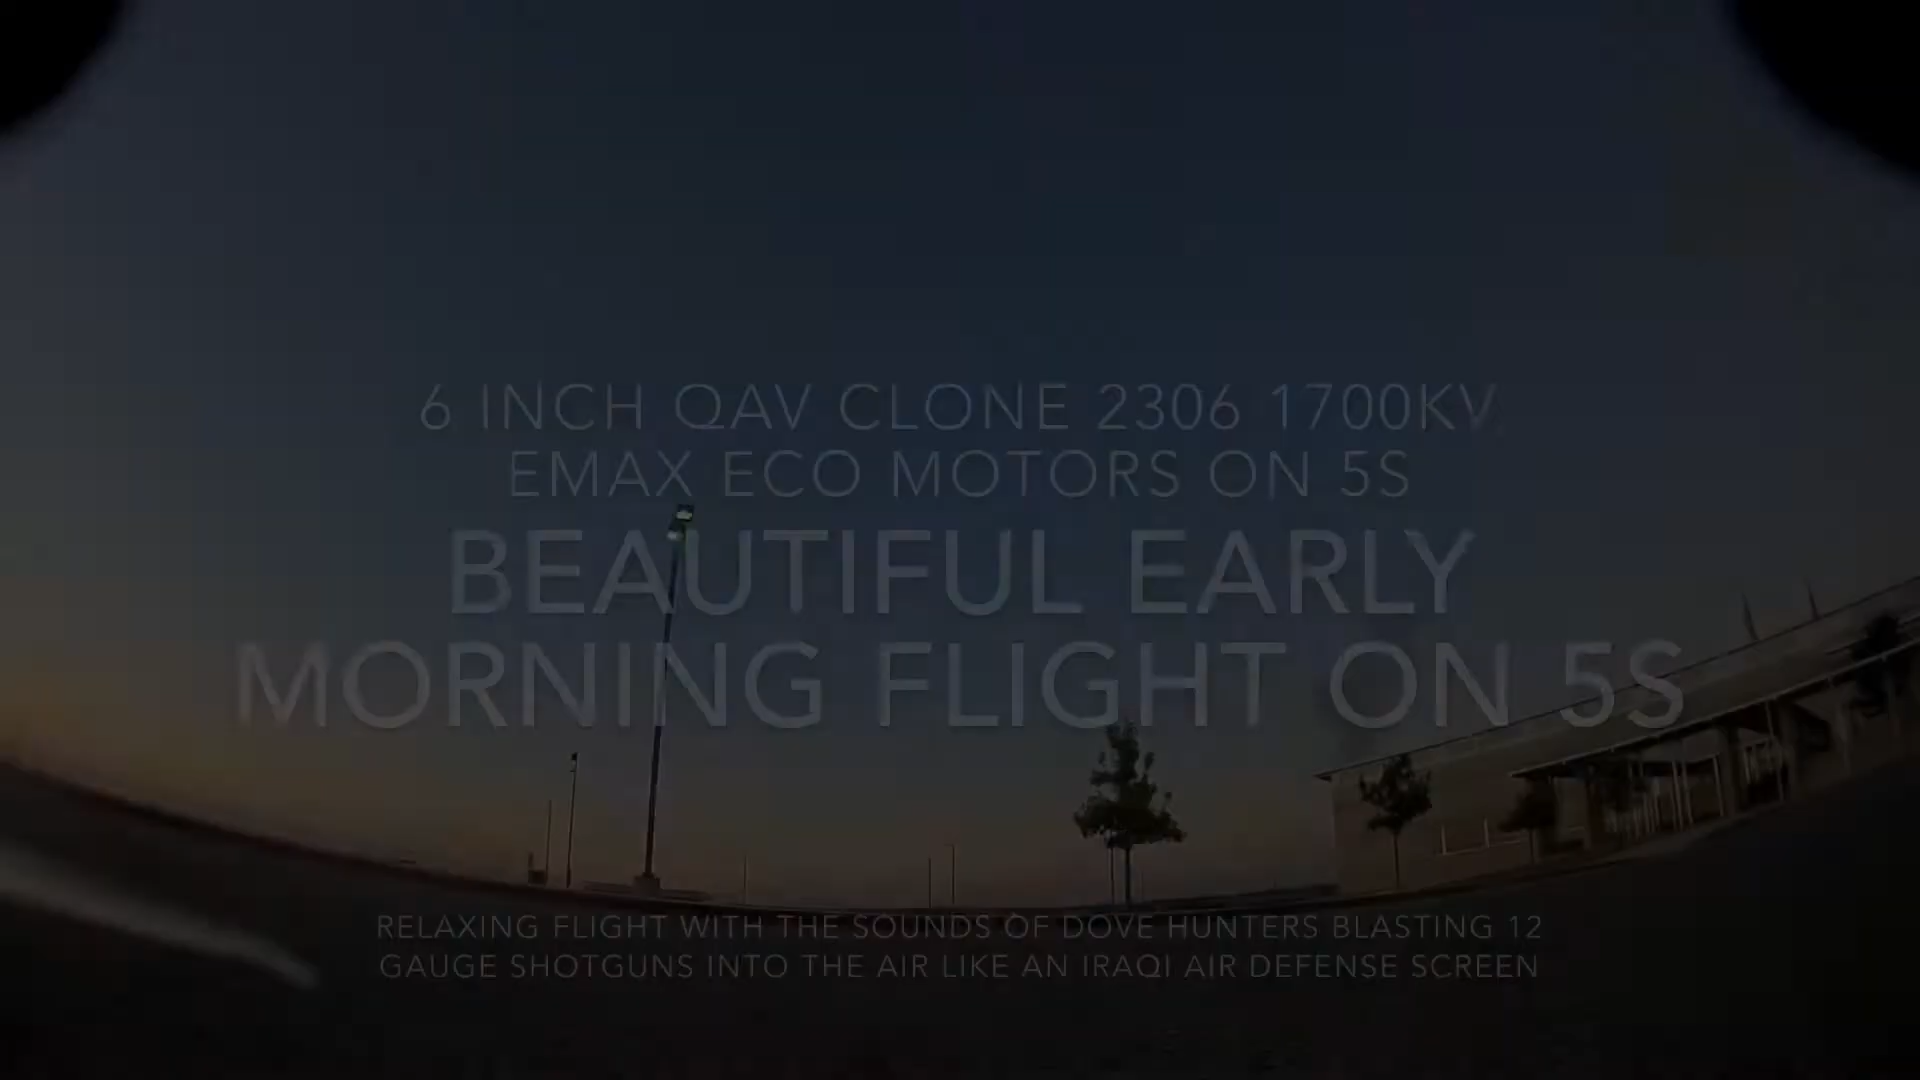 6 INCH QAV CLONE 2306 1700KV
EMAX ECO MOTORS ON 5S
BEAUTIFUL EARLY
MORNING FLIGHT ON 5S
RELAXING FLIGHT WITH THE SOUNDS OF DOVE HUNTERS BLASTING 12
GAUGE SHOTGUNS INTO THE AIR LIKE AN IRAQI AIR DEFENSE SCREEN